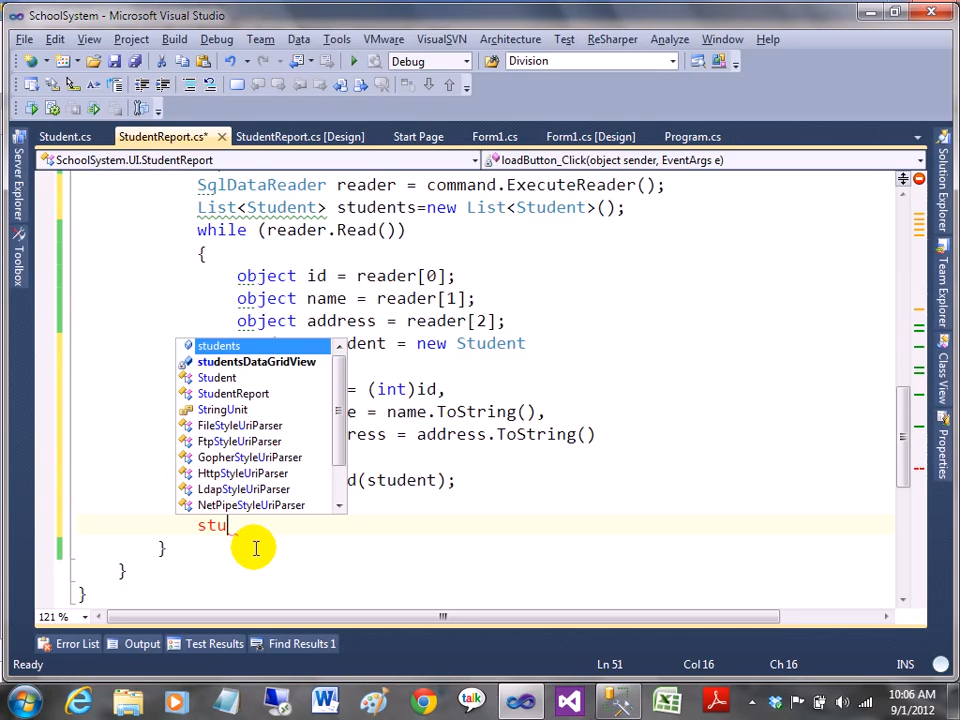 SchoolSystem - Microsoft Visual Studio
File Edit View Project Build Debug Team Data Tools VMware VisualSVN Architecture Test ReSharper Analyze Window Help
Debug Division
Student.cs StudentReport.cs* StudentReport.cs [Design] Start Page Form1.cs Form1.cs [Design] Program.cs
SchoolSystem.UI.StudentReport loadButton_Click(object sender, EventArgs e)
Server Explorer
Toolbox
SqlDataReader reader = command.ExecuteReader();
List<Student> students=new List<Student>();
while (reader.Read())
{
object id = reader[0];
object name = reader[1];
object address = reader[2];
dent = new Student
= (int)id,
e = name.ToString(),
ress = address.ToString()
d(student);
students
studentsDataGridView
Student
StudentReport
StringUnit
FileStyleUriParser
FtpStyleUriParser
GopherStyleUriParser
HttpStyleUriParser
LdapStyleUriParser
NetPipeStyleUriParser
stu
}
}
}
Solution Explorer
Team Explorer
Class View
Properties
121 %
Error List Output Test Results Find Results 1
Ready Ln 51 Col 16 Ch 16 INS
talk
10:06 AM
9/1/2012